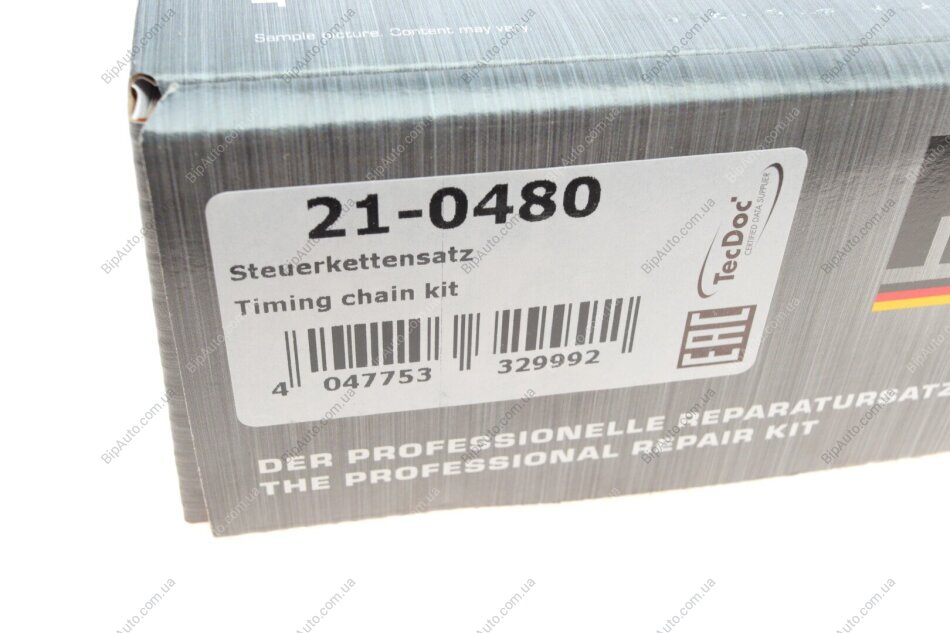 Sample picture. Content may vary.
21-0480
Steuerkettensatz
Timing chain kit
4 047753 329992
TecDoc
CERTIFIED DATA SUPPLIER
EAC
DER PROFESSIONELLE REPARATURSATZ
THE PROFESSIONAL REPAIR KIT
BipAuto.com.ua